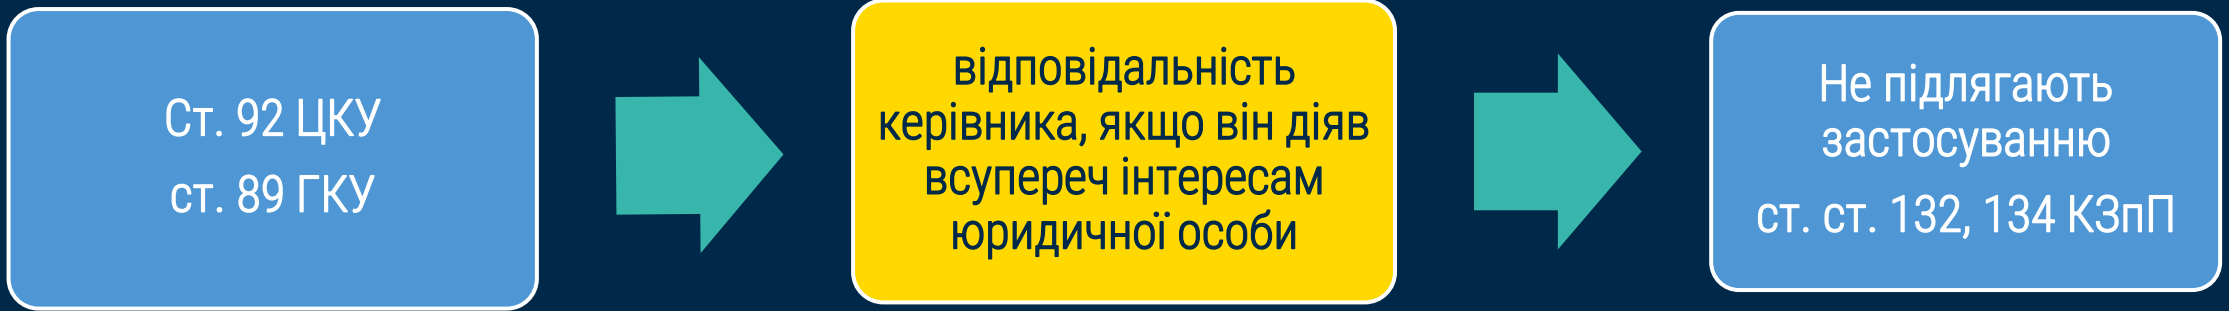 Ст. 92 ЦКУ
ст. 89 ГКУ
відповідальність
керівника, якщо він діяв
всупереч інтересам
юридичної особи
Не підлягають
застосуванню
ст. ст. 132, 134 КЗпП